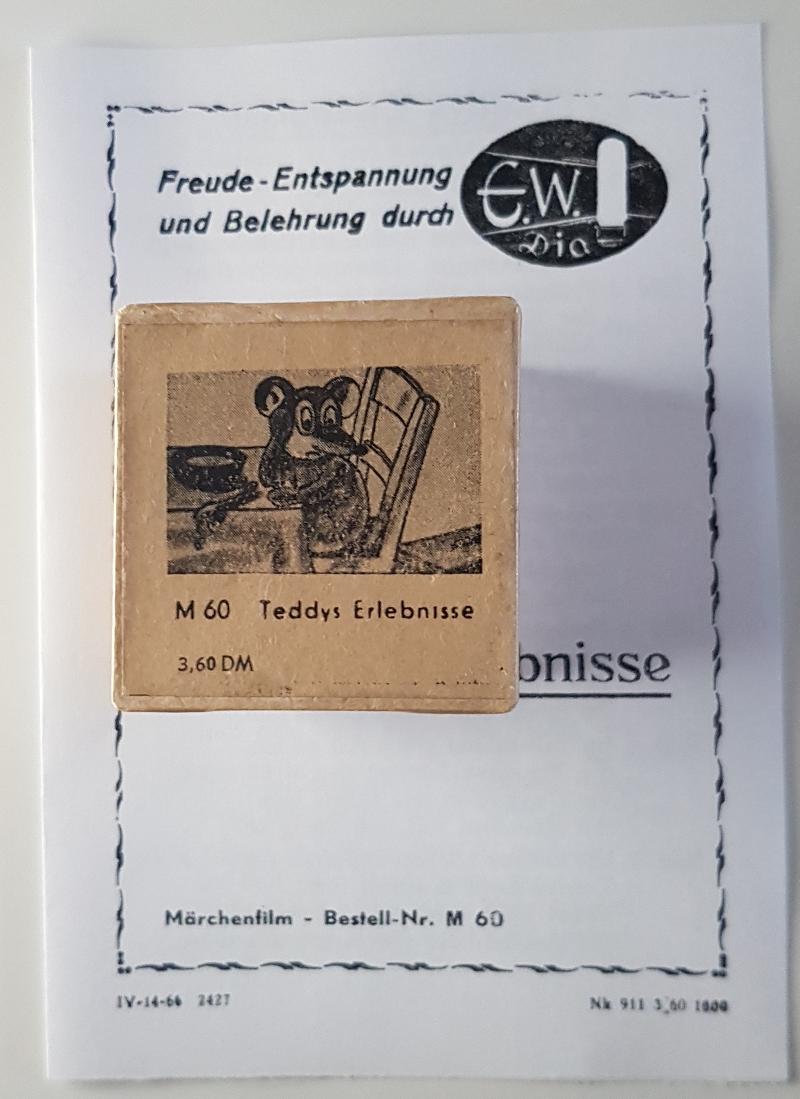 Freude - Entspannung
und Belehrung durch
E.W.
Dia
M 60 Teddys Erlebnisse
3,60 DM
bnisse
Märchenfilm - Bestell-Nr. M 60
IV-14-66 2427
Nk 911 3,60